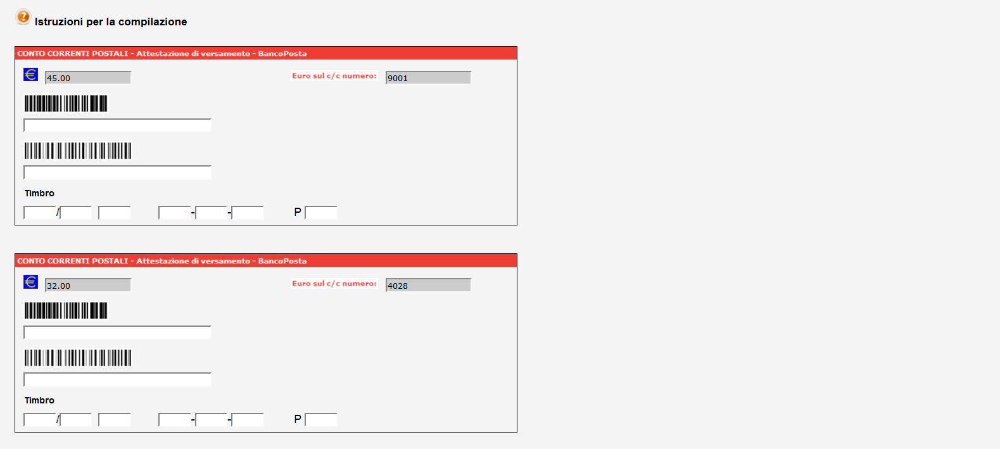 Istruzioni per la compilazione
CONTO CORRENTI POSTALI - Attestazione di versamento - BancoPosta
€ 45.00 Euro sul c/c numero: 9001
Timbro
/ - - P
CONTO CORRENTI POSTALI - Attestazione di versamento - BancoPosta
€ 32.00 Euro sul c/c numero: 4028
Timbro
/ - - P